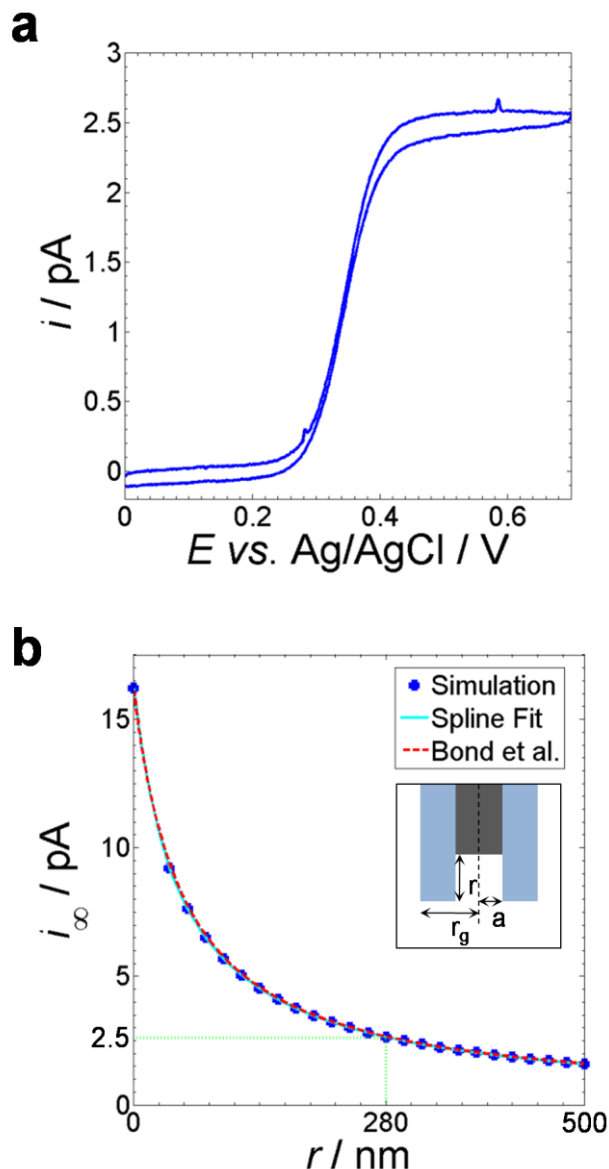 a
3
2.5
2
1.5
1
0.5
0
i / pA
0 0.2 0.4 0.6
E vs. Ag/AgCl / V
b
15
10
5
2.5
0
i∞ / pA
Simulation
Spline Fit
Bond et al.
r
a
rg
0 280 500
r / nm